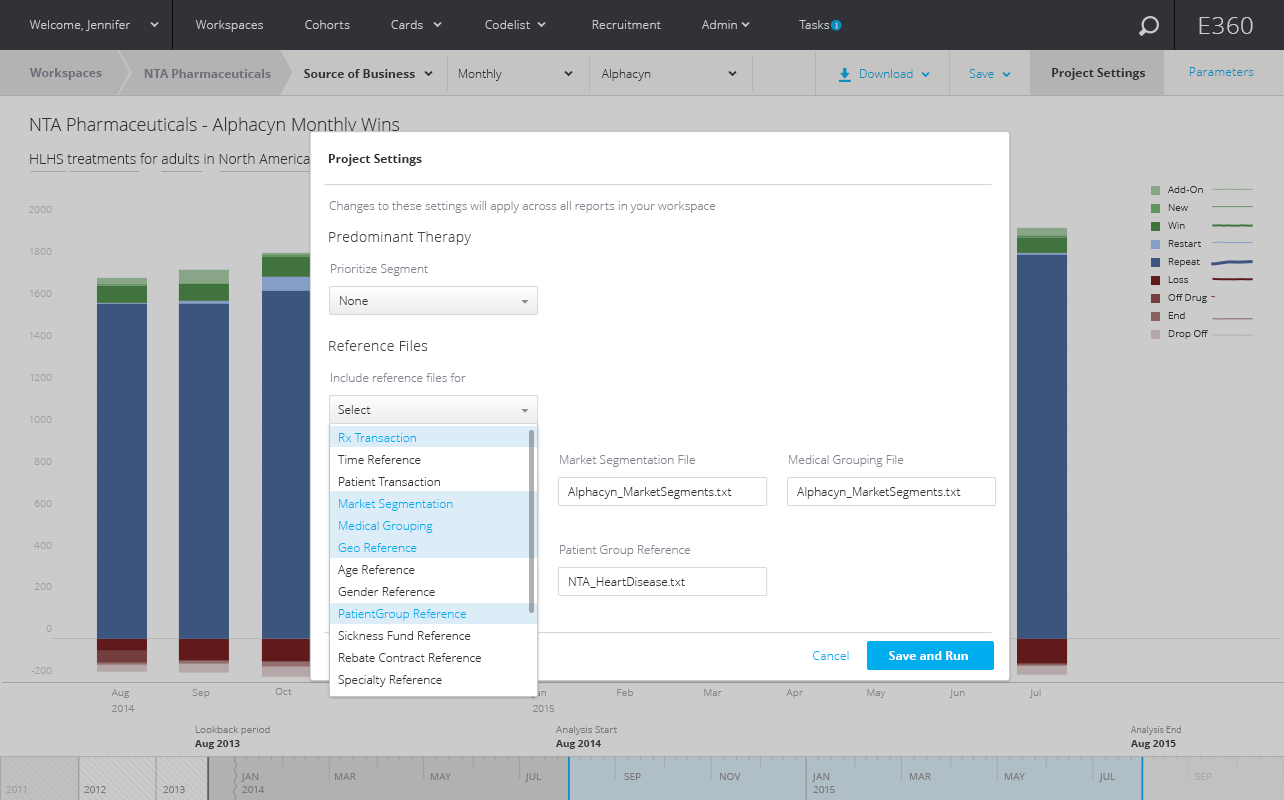 Welcome, Jennifer
Workspaces
Cohorts
Cards
Codelist
Recruitment
Admin
Tasks
E360
Workspaces
NTA Pharmaceuticals
Source of Business
Monthly
Alphacyn
Download
Save
Project Settings
Parameters
NTA Pharmaceuticals - Alphacyn Monthly Wins
HLHS treatments for adults in North America
2000
1800
1600
1400
1200
1000
800
600
400
200
0
-200
Add-On
New
Win
Restart
Repeat
Loss
Off Drug
End
Drop Off
Project Settings
Changes to these settings will apply across all reports in your workspace
Predominant Therapy
Prioritize Segment
None
Reference Files
Include reference files for
Select
Rx Transaction
Time Reference
Patient Transaction
Market Segmentation
Medical Grouping
Geo Reference
Age Reference
Gender Reference
PatientGroup Reference
Sickness Fund Reference
Rebate Contract Reference
Specialty Reference
Market Segmentation File
Alphacyn_MarketSegments.txt
Medical Grouping File
Alphacyn_MarketSegments.txt
Patient Group Reference
NTA_HeartDisease.txt
Cancel
Save and Run
Aug
2014
Sep
Oct
2015
Feb
Mar
Apr
May
Jun
Jul
Lookback period
Aug 2013
Analysis Start
Aug 2014
Analysis End
Aug 2015
2011
2012
2013
JAN
2014
MAR
MAY
JUL
SEP
NOV
JAN
2015
MAR
MAY
JUL
SEP